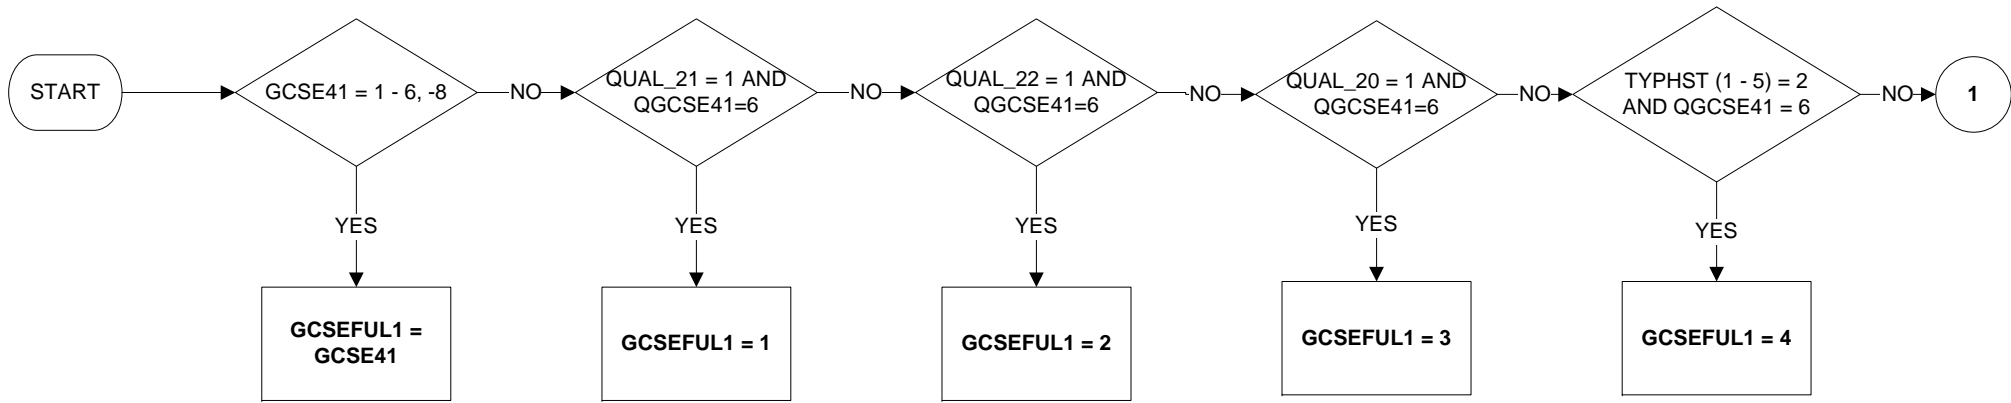 START
GCSE41 = 1 - 6, -8
NO
QUAL_21 = 1 AND
QGCSE41=6
NO
QUAL_22 = 1 AND
QGCSE41=6
NO
QUAL_20 = 1 AND
QGCSE41=6
NO
TYPHST (1 - 5) = 2
AND QGCSE41 = 6
NO
1
YES
YES
YES
YES
YES
GCSEFUL1 =
GCSE41
GCSEFUL1 = 1
GCSEFUL1 = 2
GCSEFUL1 = 3
GCSEFUL1 = 4